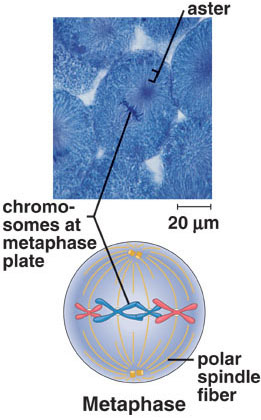 aster
chromo-
somes at
metaphase
plate
20 µm
polar
spindle
fiber
Metaphase